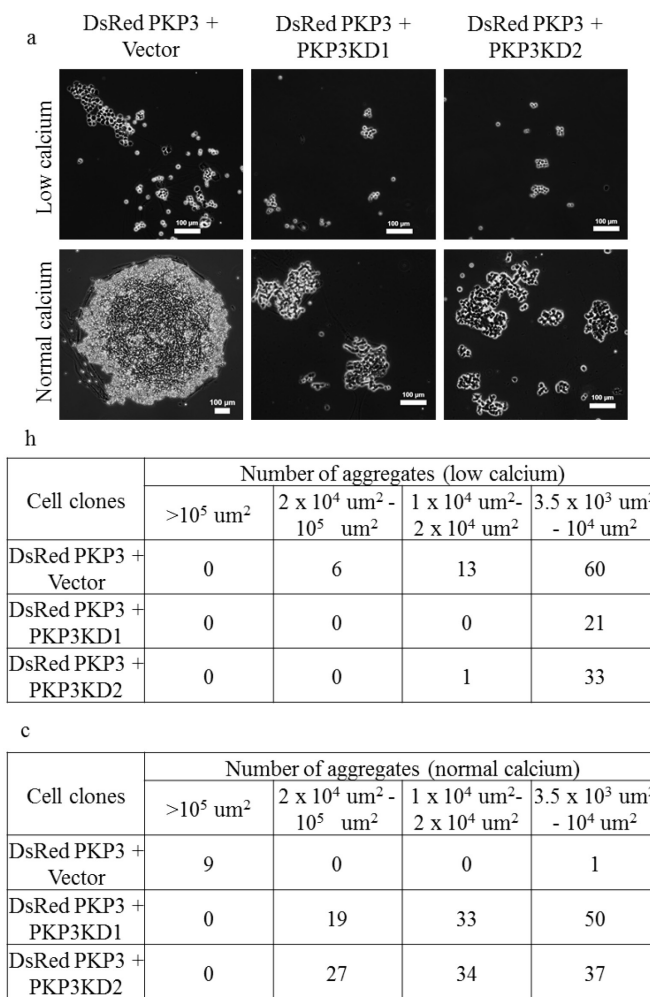 a
DsRed PKP3 + DsRed PKP3 + DsRed PKP3 +
Vector PKP3KD1 PKP3KD2
Low calcium
100 µm 100 µm 100 µm
Normal calcium
100 µm 100 µm 100 µm
h
Cell clones
Number of aggregates (low calcium)
>10⁵ um² 2 x 10⁴ um² - 1 x 10⁴ um²- 3.5 x 10³ um²
10⁵ um² 2 x 10⁴ um² - 10⁴ um²
DsRed PKP3 +
Vector 0 6 13 60
DsRed PKP3 +
PKP3KD1 0 0 0 21
DsRed PKP3 +
PKP3KD2 0 0 1 33
c
Cell clones
Number of aggregates (normal calcium)
>10⁵ um² 2 x 10⁴ um² - 1 x 10⁴ um²- 3.5 x 10³ um²
10⁵ um² 2 x 10⁴ um² - 10⁴ um²
DsRed PKP3 +
Vector 9 0 0 1
DsRed PKP3 +
PKP3KD1 0 19 33 50
DsRed PKP3 +
PKP3KD2 0 27 34 37